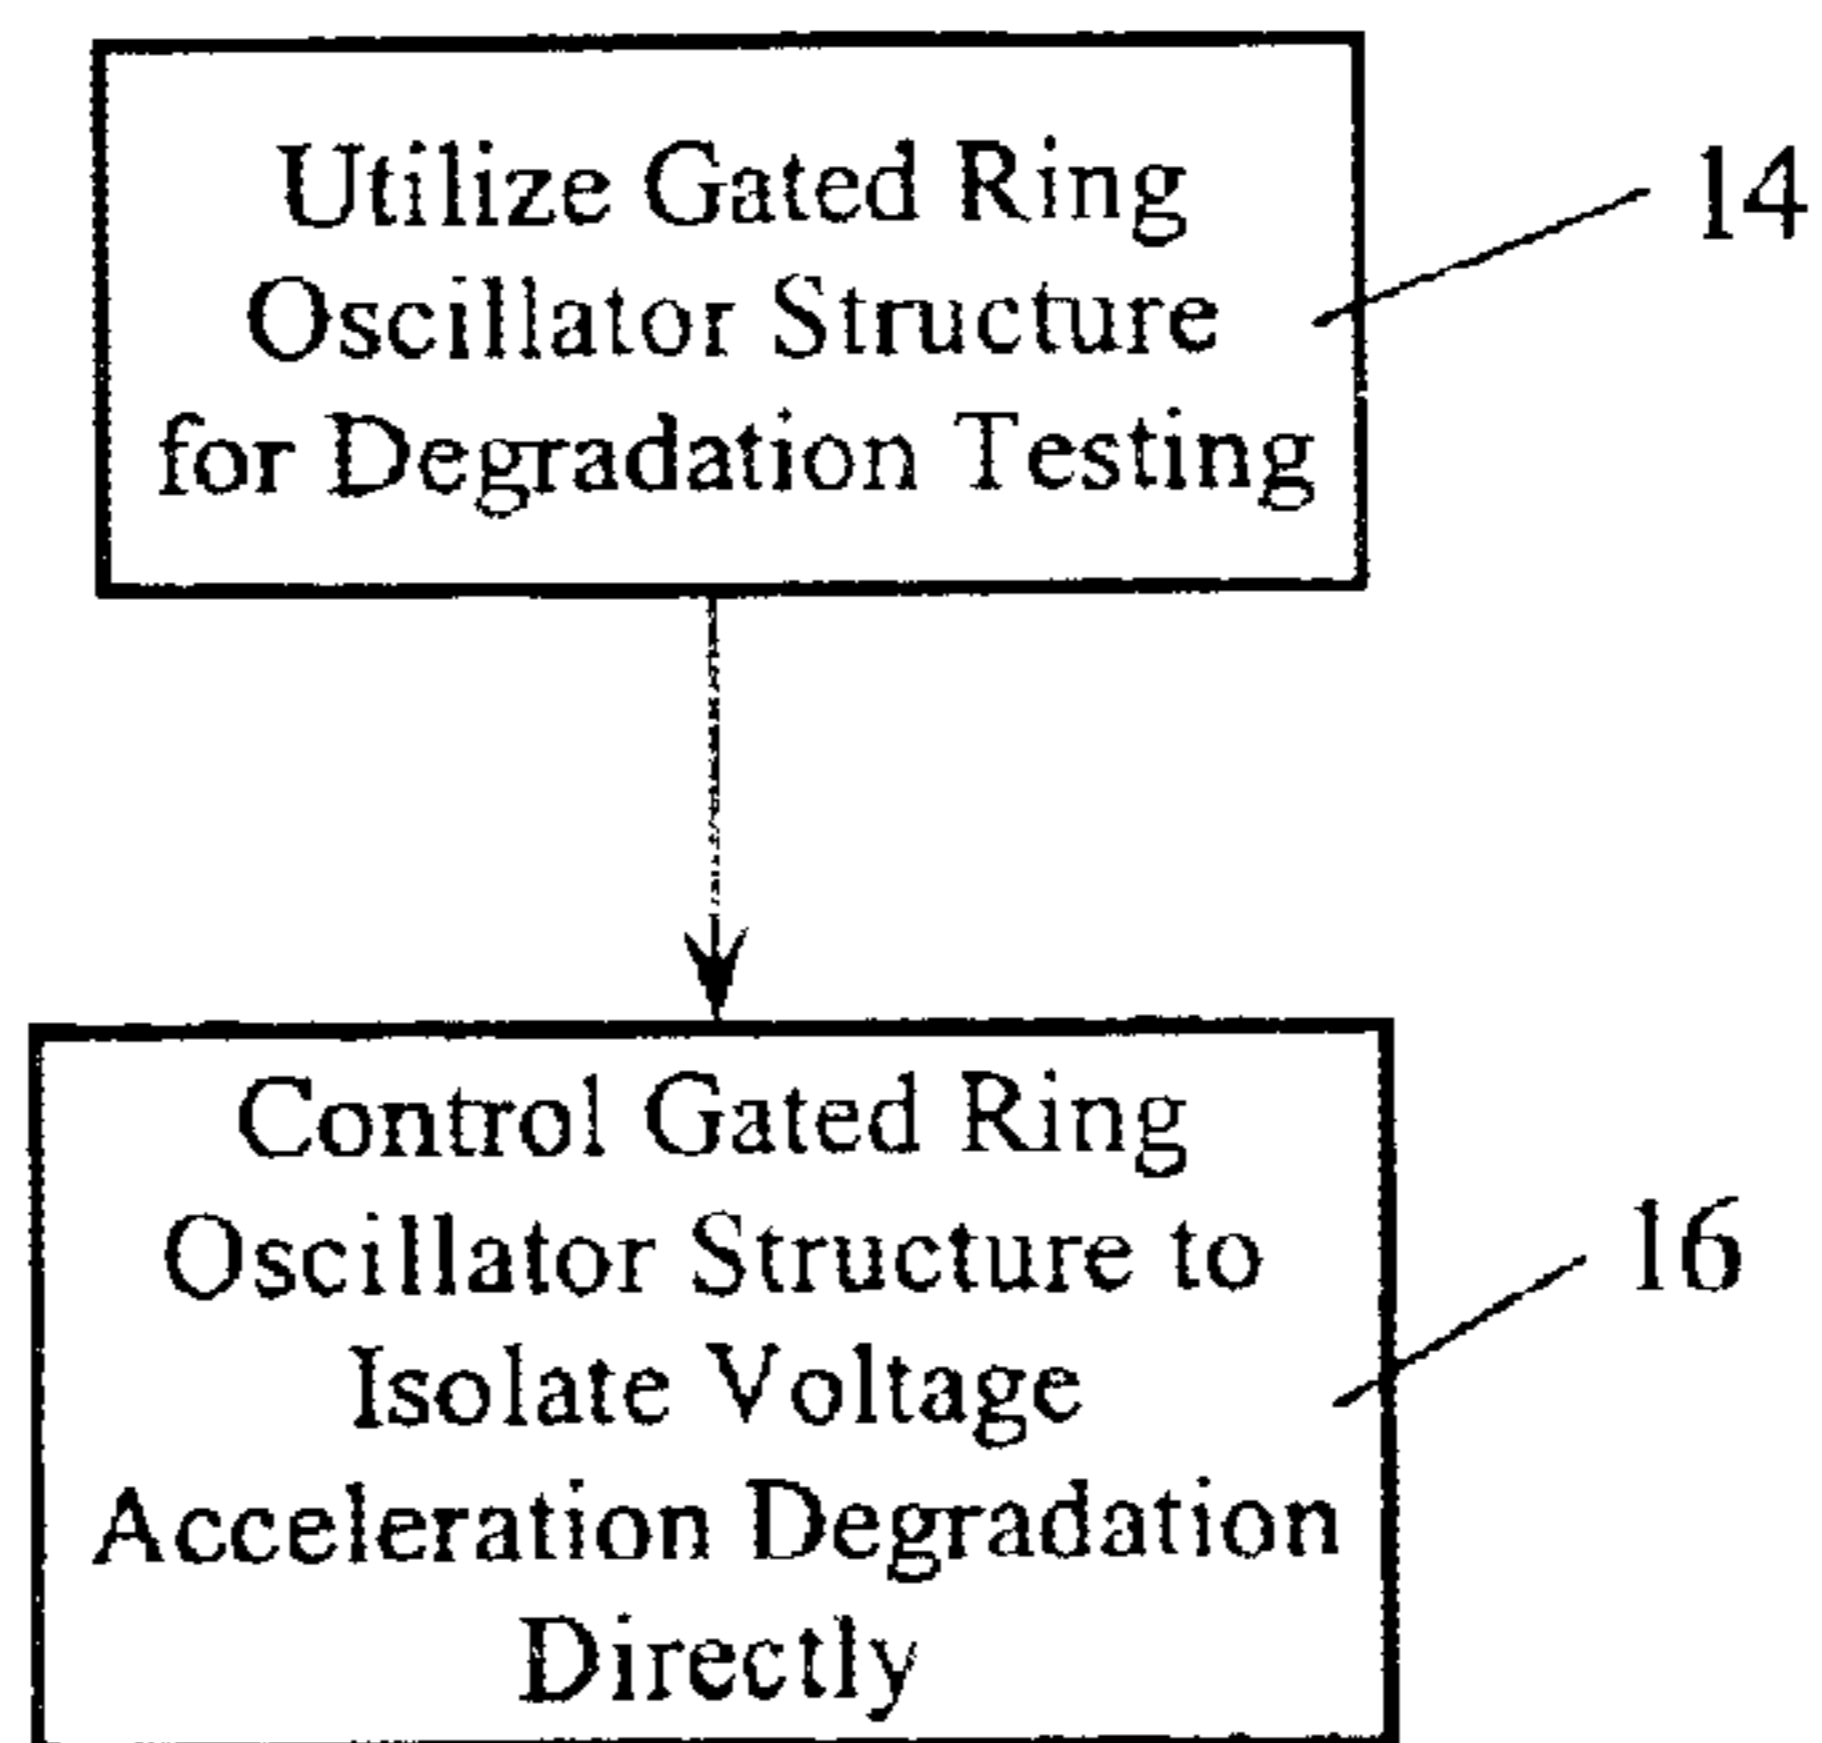 Utilize Gated Ring
Oscillator Structure
for Degradation Testing
14
Control Gated Ring
Oscillator Structure to
Isolate Voltage
Acceleration Degradation
Directly
16